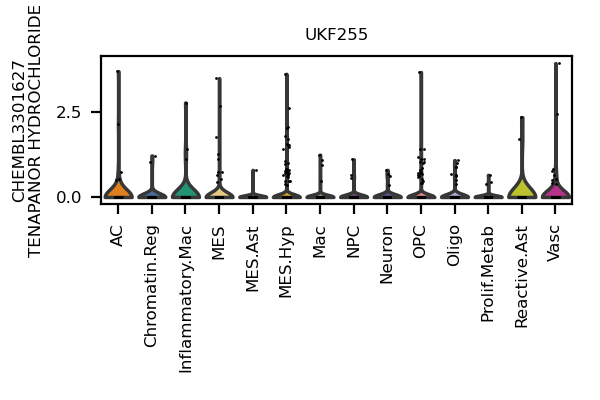 UKF255
CHEMBL3301627
TENAPANOR HYDROCHLORIDE
2.5
0.0
AC
Chromatin.Reg
Inflammatory.Mac
MES
MES.Ast
MES.Hyp
Mac
NPC
Neuron
OPC
Oligo
Prolif.Metab
Reactive.Ast
Vasc